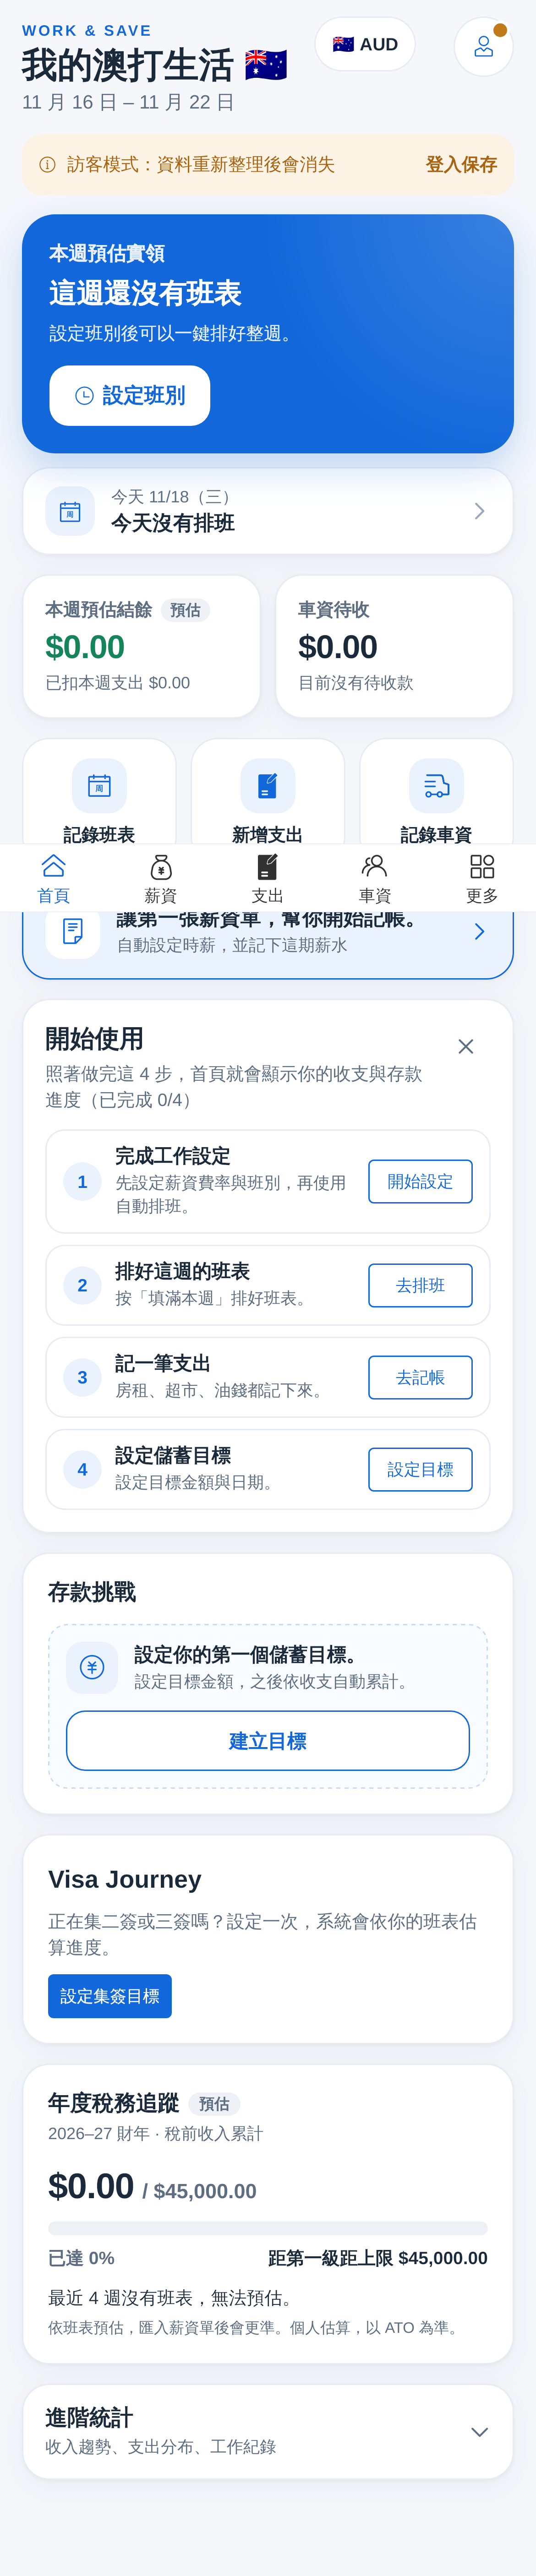 WORK & SAVE
我的澳打生活 🇦🇺
🇦🇺 AUD
11 月 16 日 – 11 月 22 日
訪客模式：資料重新整理後會消失
登入保存
本週預估實領
這週還沒有班表
設定班別後可以一鍵排好整週。
設定班別
周
今天 11/18（三）
今天沒有排班
本週預估結餘 預估
$0.00
已扣本週支出 $0.00
車資待收
$0.00
目前沒有待收款
周
記錄班表
新增支出
記錄車資
首頁
薪資
支出
車資
更多
讓第一張薪資單，幫你開始記帳。
自動設定時薪，並記下這期薪水
開始使用
照著做完這 4 步，首頁就會顯示你的收支與存款
進度（已完成 0/4）
1
完成工作設定
先設定薪資費率與班別，再使用
自動排班。
開始設定
2
排好這週的班表
按「填滿本週」排好班表。
去排班
3
記一筆支出
房租、超市、油錢都記下來。
去記帳
4
設定儲蓄目標
設定目標金額與日期。
設定目標
存款挑戰
設定你的第一個儲蓄目標。
設定目標金額，之後依收支自動累計。
建立目標
Visa Journey
正在集二簽或三簽嗎？設定一次，系統會依你的班表估
算進度。
設定集簽目標
年度稅務追蹤 預估
2026–27 財年 · 稅前收入累計
$0.00 / $45,000.00
已達 0%
距第一級距上限 $45,000.00
最近 4 週沒有班表，無法預估。
依班表預估，匯入薪資單後會更準。個人估算，以 ATO 為準。
進階統計
收入趨勢、支出分布、工作紀錄